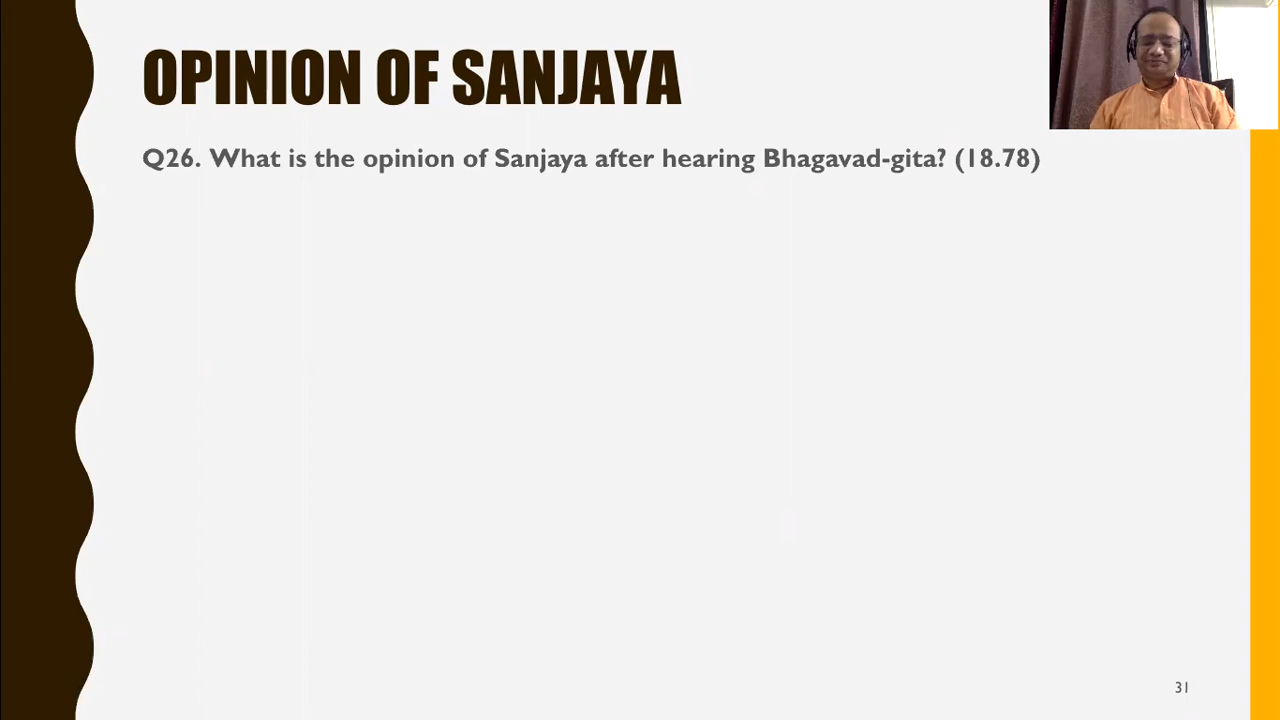 OPINION OF SANJAYA
Q26. What is the opinion of Sanjaya after hearing Bhagavad-gita? (18.78)
31